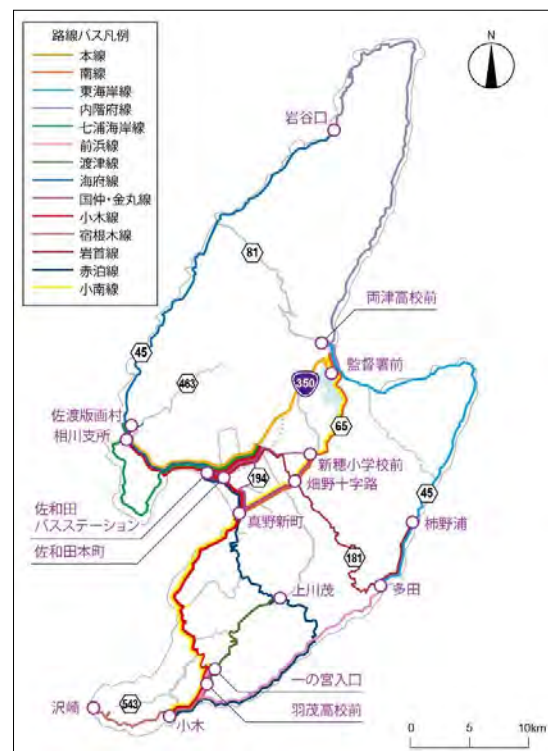 路線バス凡例
本線
南線
東海岸線
内階府線
七浦海岸線
前浜線
渡津線
海府線
国仲・金丸線
小木線
宿根木線
岩首線
赤泊線
小南線
N
岩谷口
81
両津高校前
45
監督署前
350
463
佐渡版画村
相川支所
65
新穂小学校前
194
畑野十字路
45
佐和田
バスステーション
真野新町
柿野浦
佐和田本町
181
多田
上川茂
一の宮入口
沢崎
543
羽茂高校前
小木
0
5
10km